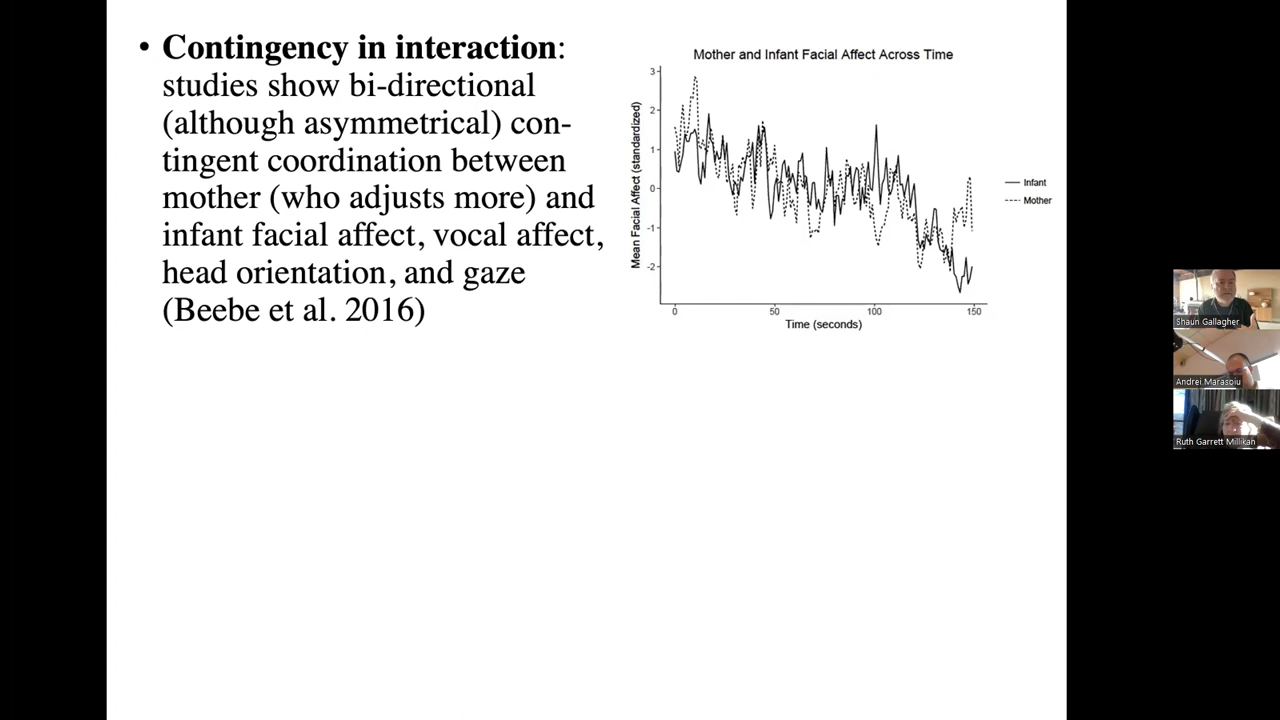 • Contingency in interaction:
studies show bi-directional
(although asymmetrical) con-
tingent coordination between
mother (who adjusts more) and
infant facial affect, vocal affect,
head orientation, and gaze
(Beebe et al. 2016)
Mother and Infant Facial Affect Across Time
Mean Facial Affect (standardized)
3
2
1
0
-1
-2
0 50 100 150
Time (seconds)
Infant
Mother
Shaun Gallagher
Andrei Marasoiu
Ruth Garrett Millikan